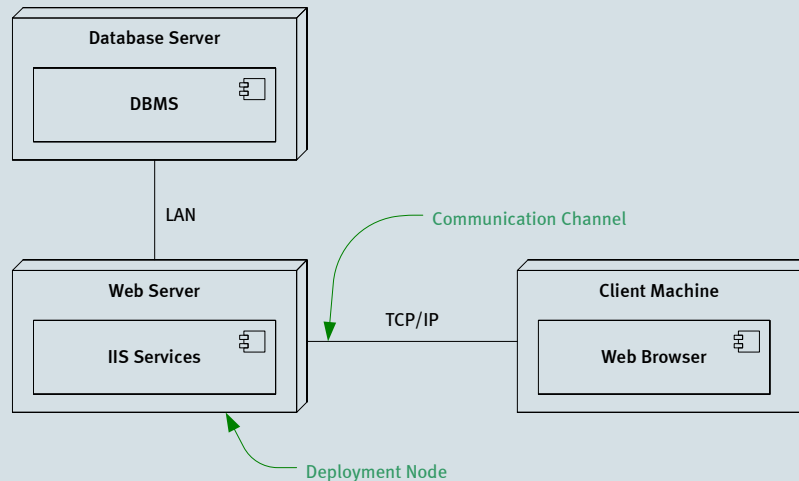 Database Server
DBMS
LAN
Communication Channel
Web Server
Client Machine
TCP/IP
IIS Services
Web Browser
Deployment Node